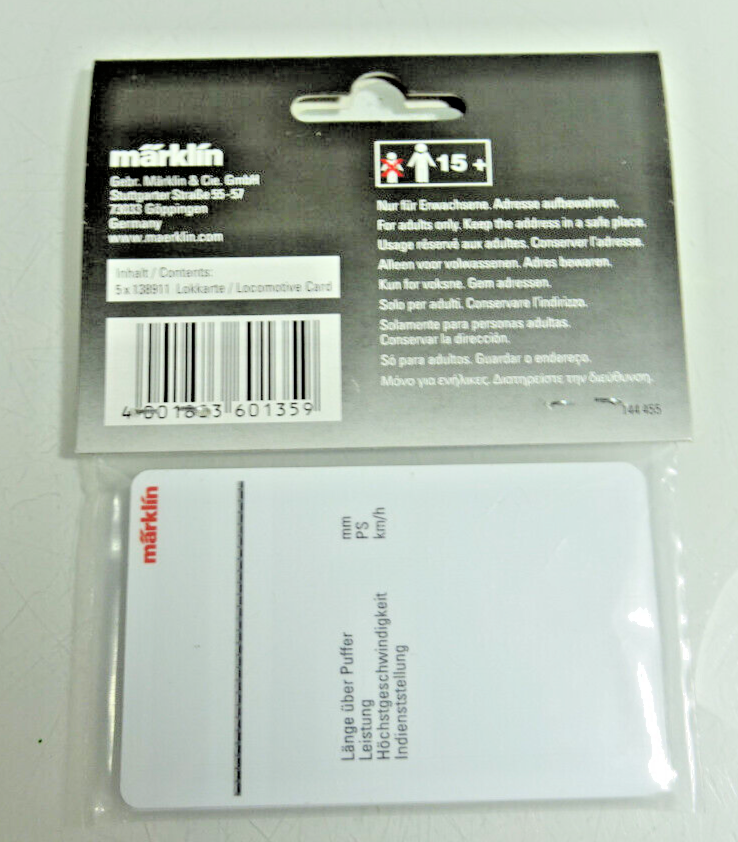 märklin
Gebr. Märklin & Cie. GmbH
Stuttgarter Straße 55-57
73033 Göppingen
Germany
www.maerklin.com
Inhalt / Contents:
5 x 138911 Lokkarte / Locomotive Card
4 001883 601359
15 +
Nur für Erwachsene. Adresse aufbewahren.
For adults only. Keep the address in a safe place.
Usage réservé aux adultes. Conserver l'adresse.
Alleen voor volwassenen. Adres bewaren.
Kun for voksne. Gem adressen.
Solo per adulti. Conservare l'indirizzo.
Solamente para personas adultas.
Conservar la dirección.
Só para adultos. Guardar o endereço.
Μόνο για ενήλικες. Διατηρείστε την διεύθυνση.
144 455
märklin
Länge über Puffer mm
Leistung PS
Höchstgeschwindigkeit km/h
Indienststellung